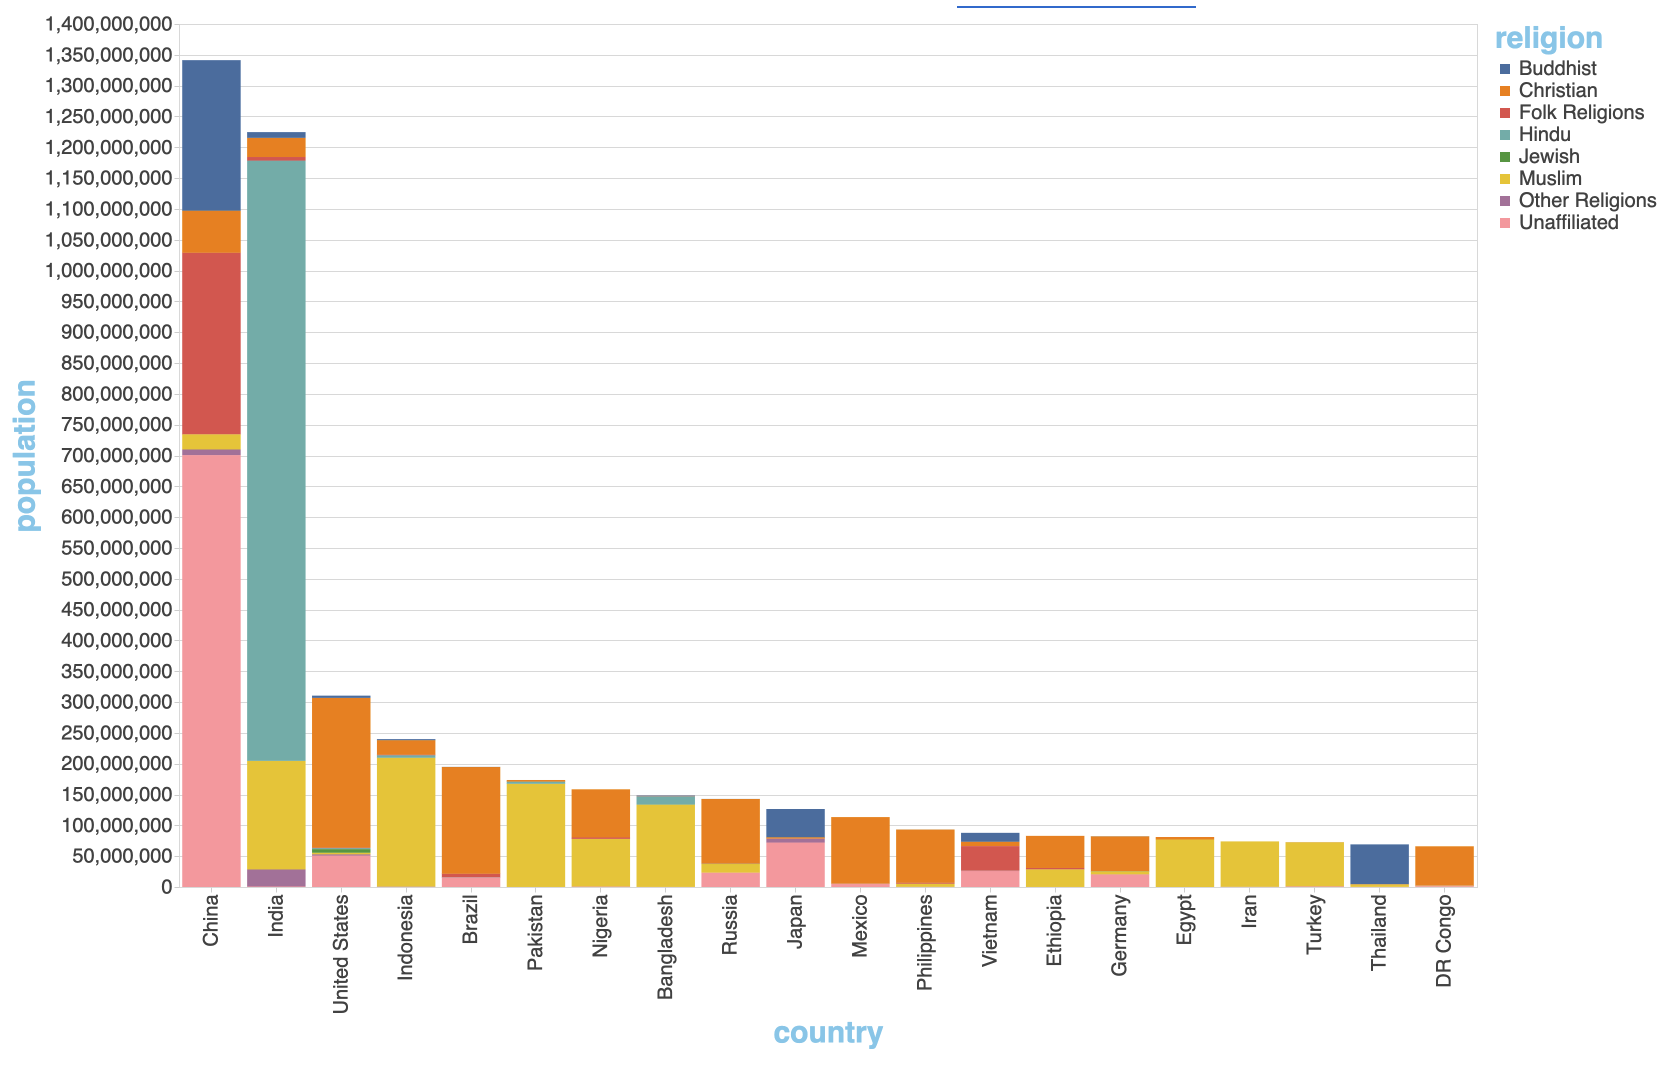 1,400,000,000
1,350,000,000
1,300,000,000
1,250,000,000
1,200,000,000
1,150,000,000
1,100,000,000
1,050,000,000
1,000,000,000
950,000,000
900,000,000
850,000,000
800,000,000
750,000,000
700,000,000
650,000,000
600,000,000
550,000,000
500,000,000
450,000,000
400,000,000
350,000,000
300,000,000
250,000,000
200,000,000
150,000,000
100,000,000
50,000,000
0
population
China
India
United States
Indonesia
Brazil
Pakistan
Nigeria
Bangladesh
Russia
Japan
Mexico
Philippines
Vietnam
Ethiopia
Germany
Egypt
Iran
Turkey
Thailand
DR Congo
country
religion
Buddhist
Christian
Folk Religions
Hindu
Jewish
Muslim
Other Religions
Unaffiliated